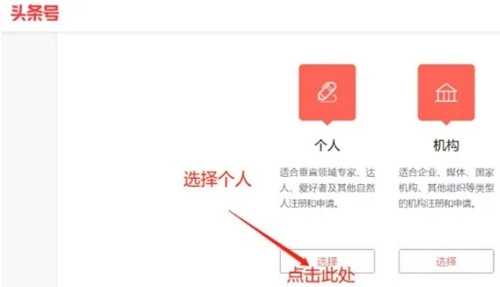 头条号
个人
机构
适合垂直领域专家、达
人、爱好者及其他自然
人注册和申请。
适合企业、媒体、国家
机构、其他组织等类型
的机构注册和申请。
选择个人
选择
选择
点击此处